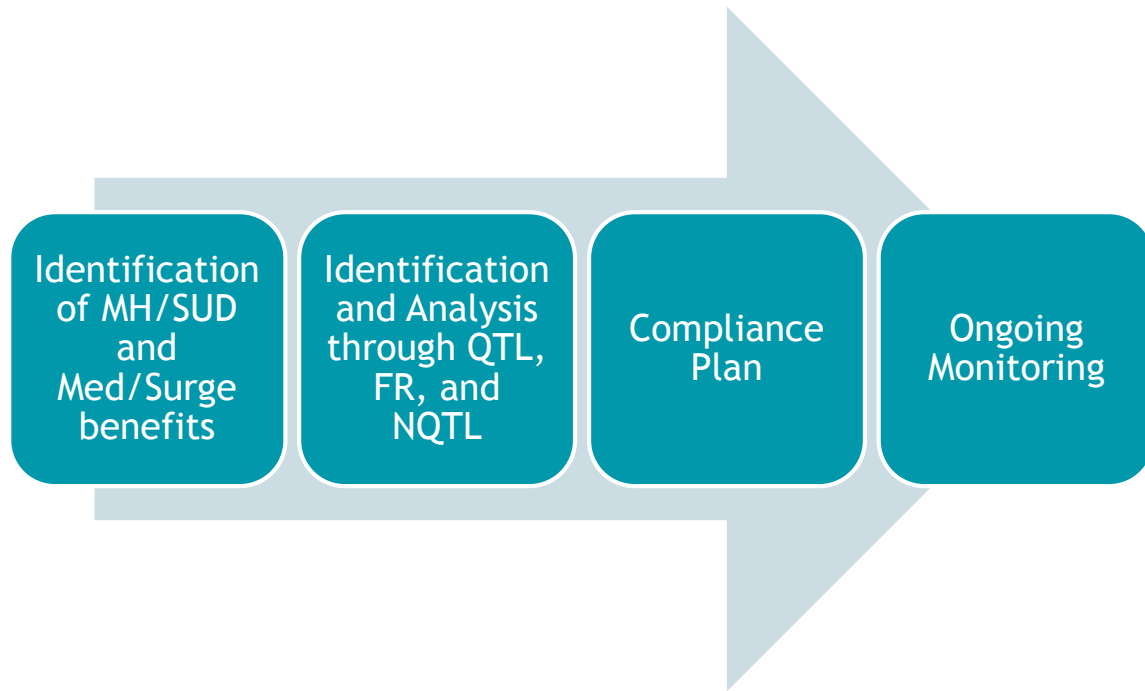 Identification
of MH/SUD
and
Med/Surge
benefits
Identification
and Analysis
through QTL,
FR, and
NQTL
Compliance
Plan
Ongoing
Monitoring